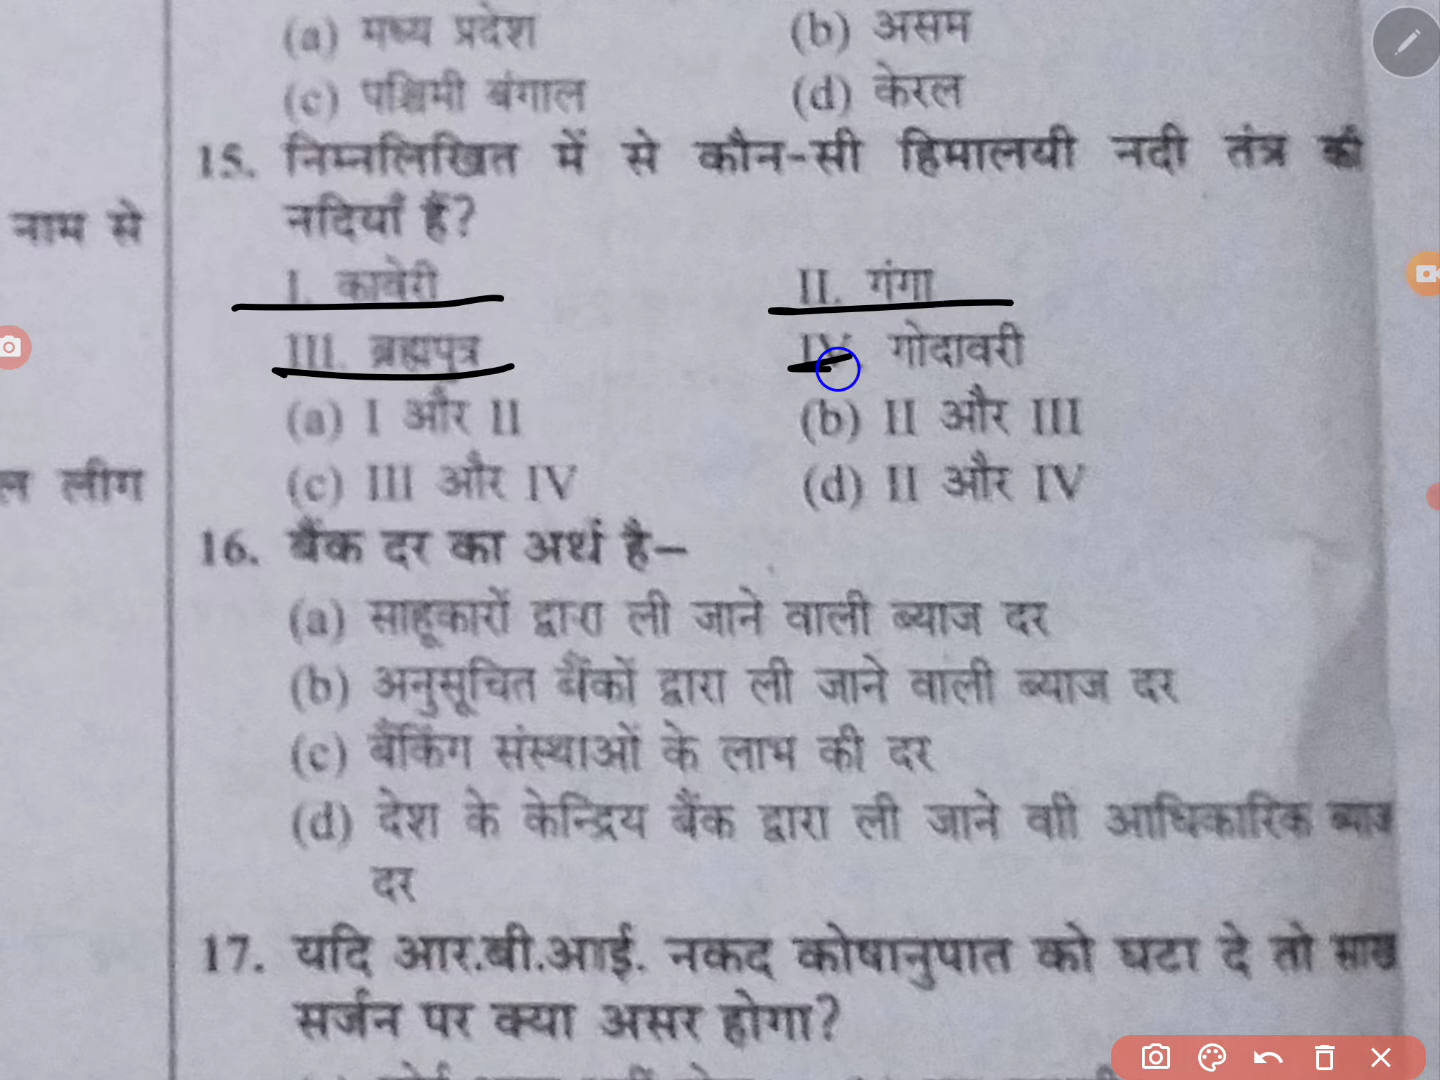 (a) मध्य प्रदेश (b) असम
(c) पश्चिमी बंगाल (d) केरल
15. निम्नलिखित में से कौन-सी हिमालयी नदी तंत्र की
नदियाँ हैं?
I. कावेरी II. गंगा
III. ब्रह्मपुत्र IV. गोदावरी
(a) I और II (b) II और III
(c) III और IV (d) II और IV
16. बैंक दर का अर्थ है–
(a) साहूकारों द्वारा ली जाने वाली ब्याज दर
(b) अनुसूचित बैंकों द्वारा ली जाने वाली ब्याज दर
(c) बैंकिंग संस्थाओं के लाभ की दर
(d) देश के केन्द्रिय बैंक द्वारा ली जाने वाी आधिकारिक ब्याज
दर
17. यदि आर.बी.आई. नकद कोषानुपात को घटा दे तो साख
सर्जन पर क्या असर होगा?
नाम से
ल लीग